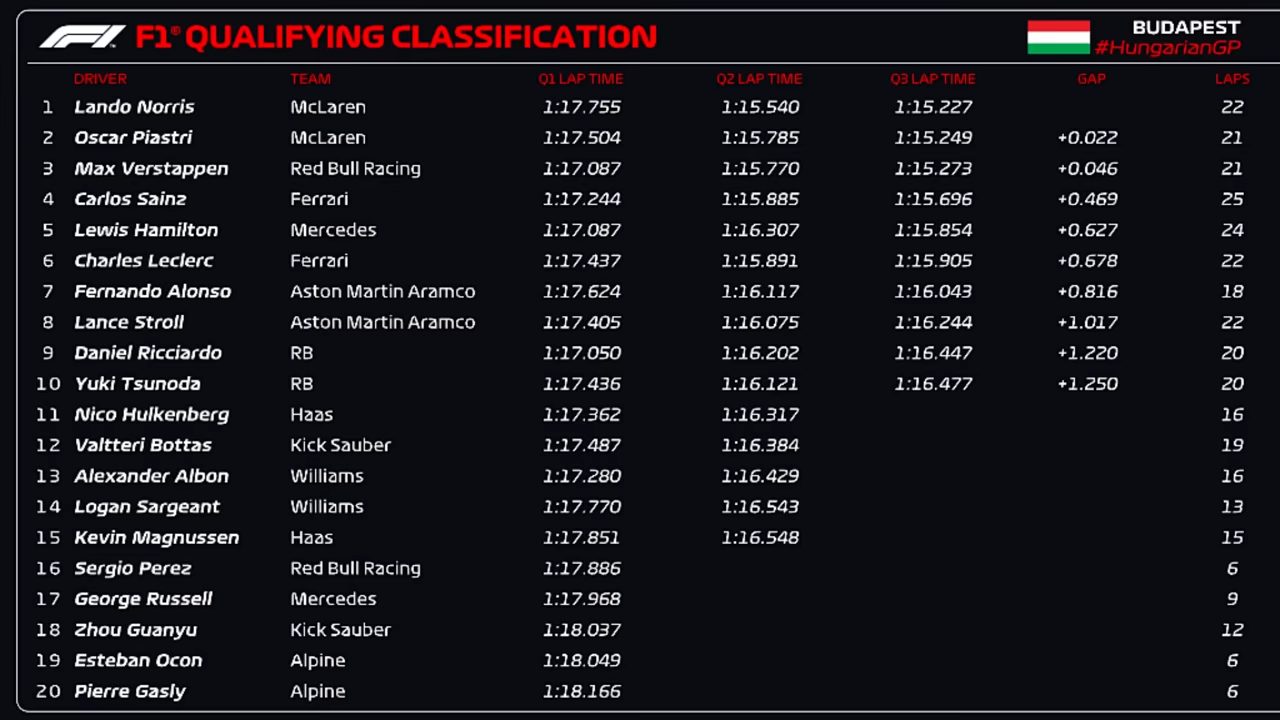 F1® QUALIFYING CLASSIFICATION
BUDAPEST
#HungarianGP
DRIVER TEAM Q1 LAP TIME Q2 LAP TIME Q3 LAP TIME GAP LAPS
1 Lando Norris McLaren 1:17.755 1:15.540 1:15.227 22
2 Oscar Piastri McLaren 1:17.504 1:15.785 1:15.249 +0.022 21
3 Max Verstappen Red Bull Racing 1:17.087 1:15.770 1:15.273 +0.046 21
4 Carlos Sainz Ferrari 1:17.244 1:15.885 1:15.696 +0.469 25
5 Lewis Hamilton Mercedes 1:17.087 1:16.307 1:15.854 +0.627 24
6 Charles Leclerc Ferrari 1:17.437 1:15.891 1:15.905 +0.678 22
7 Fernando Alonso Aston Martin Aramco 1:17.624 1:16.117 1:16.043 +0.816 18
8 Lance Stroll Aston Martin Aramco 1:17.405 1:16.075 1:16.244 +1.017 22
9 Daniel Ricciardo RB 1:17.050 1:16.202 1:16.447 +1.220 20
10 Yuki Tsunoda RB 1:17.436 1:16.121 1:16.477 +1.250 20
11 Nico Hulkenberg Haas 1:17.362 1:16.317 16
12 Valtteri Bottas Kick Sauber 1:17.487 1:16.384 19
13 Alexander Albon Williams 1:17.280 1:16.429 16
14 Logan Sargeant Williams 1:17.770 1:16.543 13
15 Kevin Magnussen Haas 1:17.851 1:16.548 15
16 Sergio Perez Red Bull Racing 1:17.886 6
17 George Russell Mercedes 1:17.968 9
18 Zhou Guanyu Kick Sauber 1:18.037 12
19 Esteban Ocon Alpine 1:18.049 6
20 Pierre Gasly Alpine 1:18.166 6